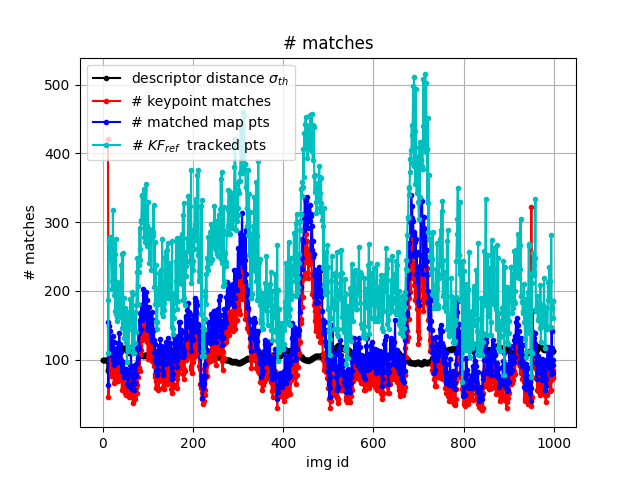 # matches
descriptor distance σ_th
# keypoint matches
# matched map pts
# KF_ref tracked pts
# matches
500
400
300
200
100
0 200 400 600 800 1000
img id